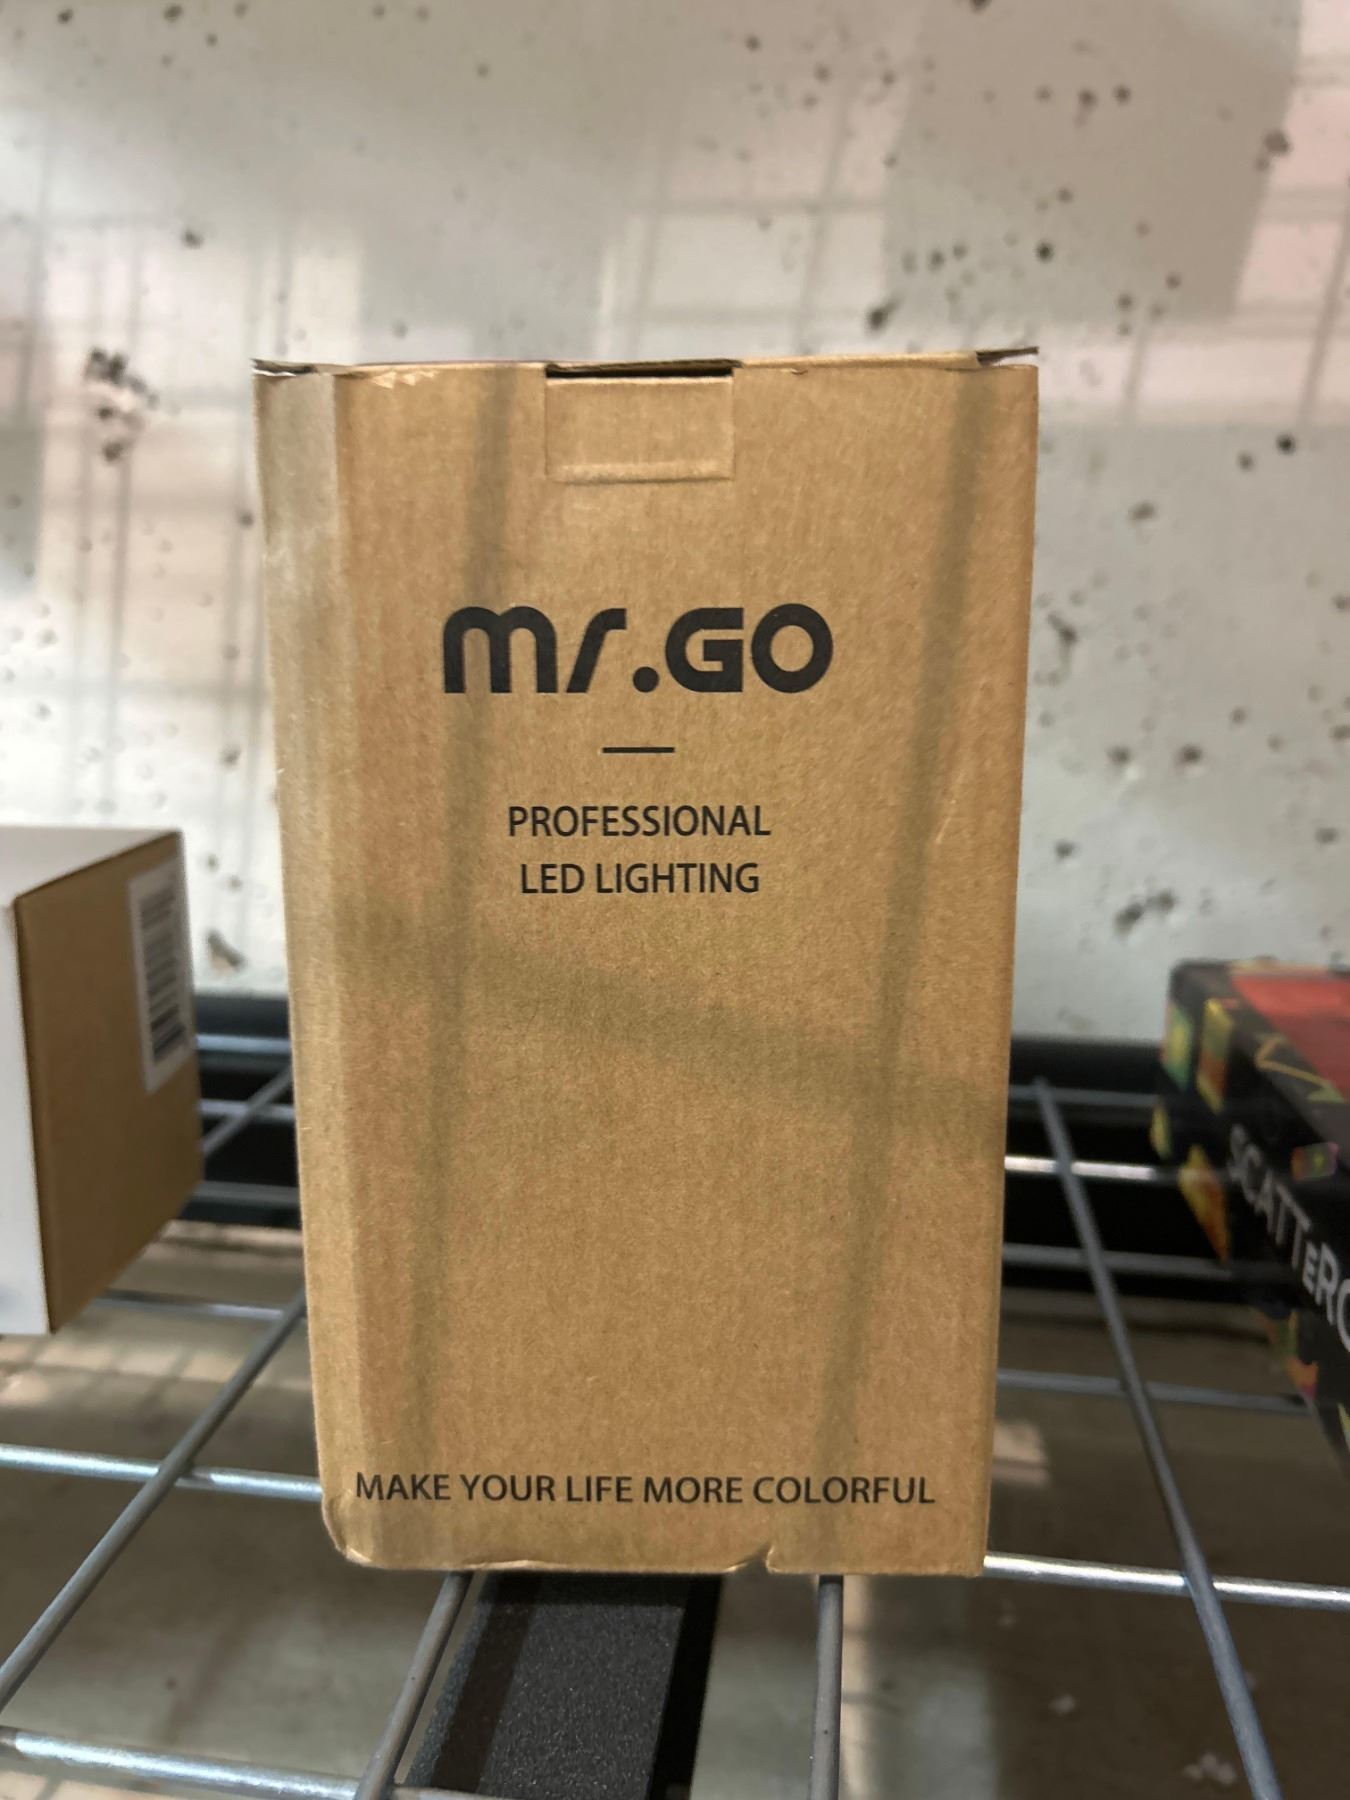 mr.GO
PROFESSIONAL
LED LIGHTING
MAKE YOUR LIFE MORE COLORFUL